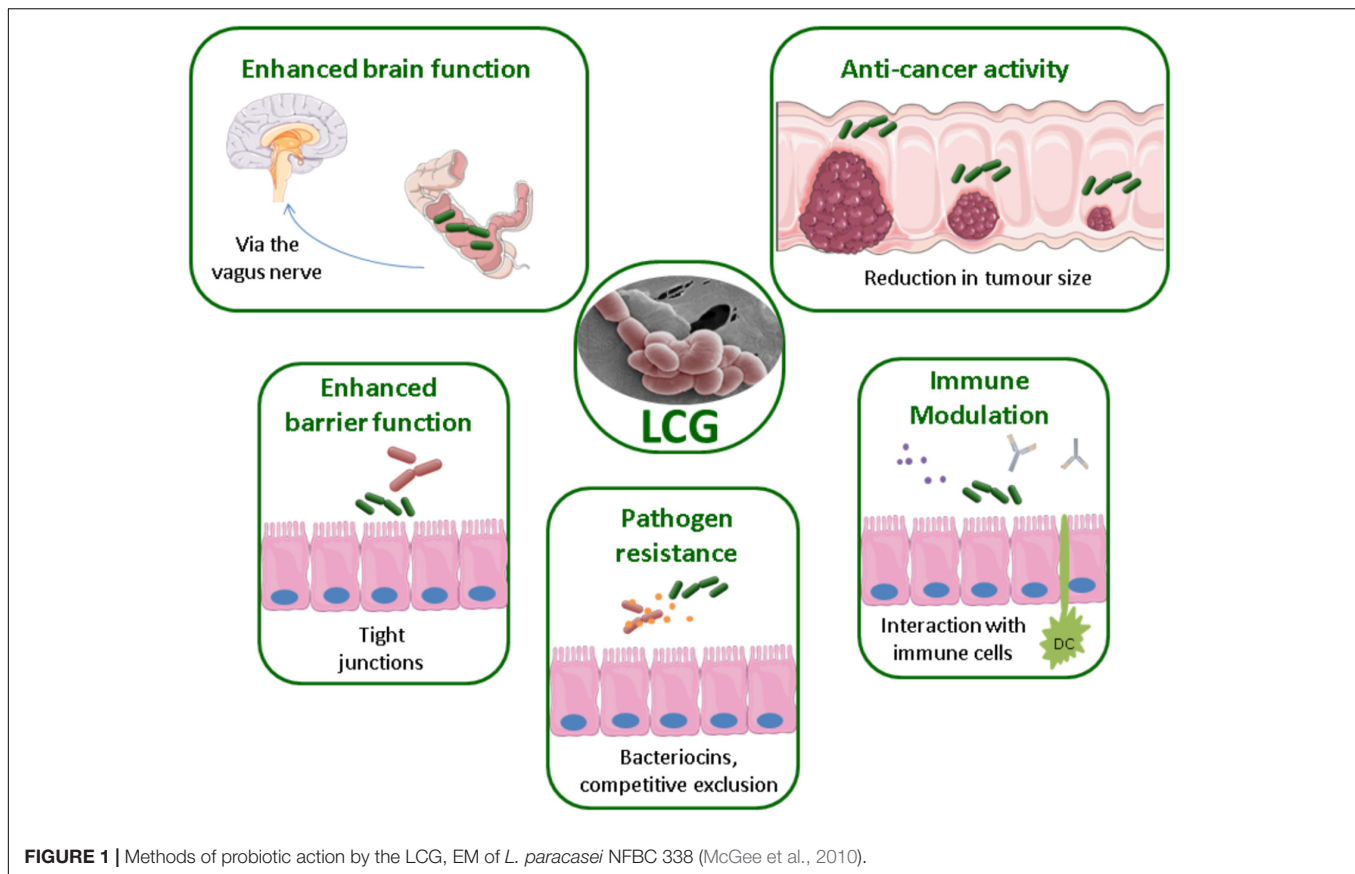 Enhanced brain function
Via the
vagus nerve
Anti-cancer activity
Reduction in tumour size
LCG
Enhanced
barrier function
Tight
junctions
Pathogen
resistance
Bacteriocins,
competitive exclusion
Immune
Modulation
Interaction with
immune cells
DC
FIGURE 1 | Methods of probiotic action by the LCG, EM of L. paracasei NFBC 338 (McGee et al., 2010).